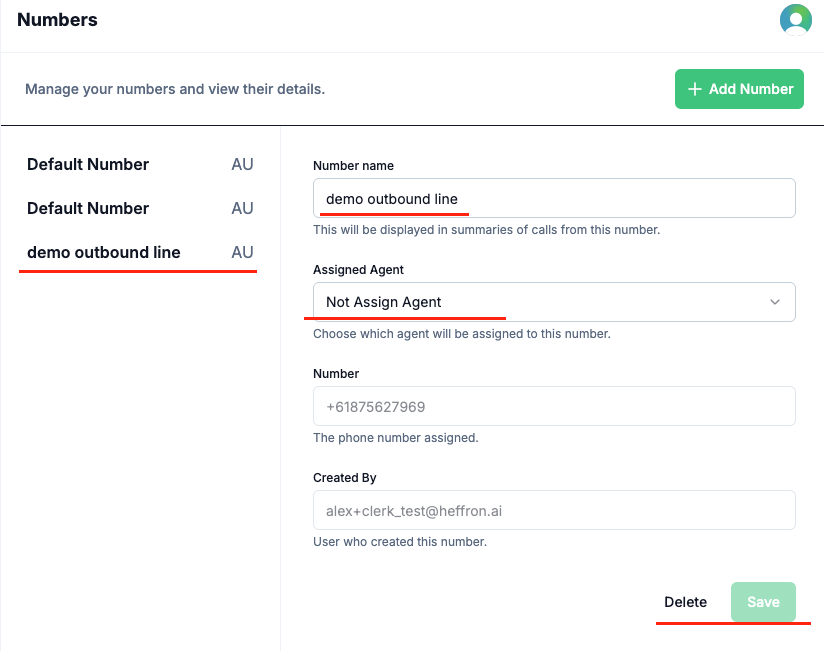 Numbers
Manage your numbers and view their details.
+ Add Number
Default Number AU
Default Number AU
demo outbound line AU
Number name
demo outbound line
This will be displayed in summaries of calls from this number.
Assigned Agent
Not Assign Agent
Choose which agent will be assigned to this number.
Number
+61875627969
The phone number assigned.
Created By
alex+clerk_test@heffron.ai
User who created this number.
Delete
Save